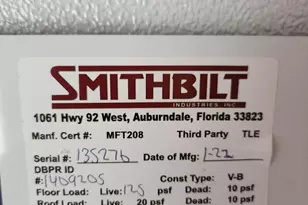 SMITHBILT
INDUSTRIES, INC
1061 Hwy 92 West, Auburndale, Florida 33823
Manf. Cert #: MFT208 Third Party TLE
Serial #: 135276 Date of Mfg: 1-22
DBPR ID Const Type: V-B
#1409205
Floor Load: Live: 125 psf Dead: 10 psf
Roof Load: Live: 20 psf Dead: 10 psf